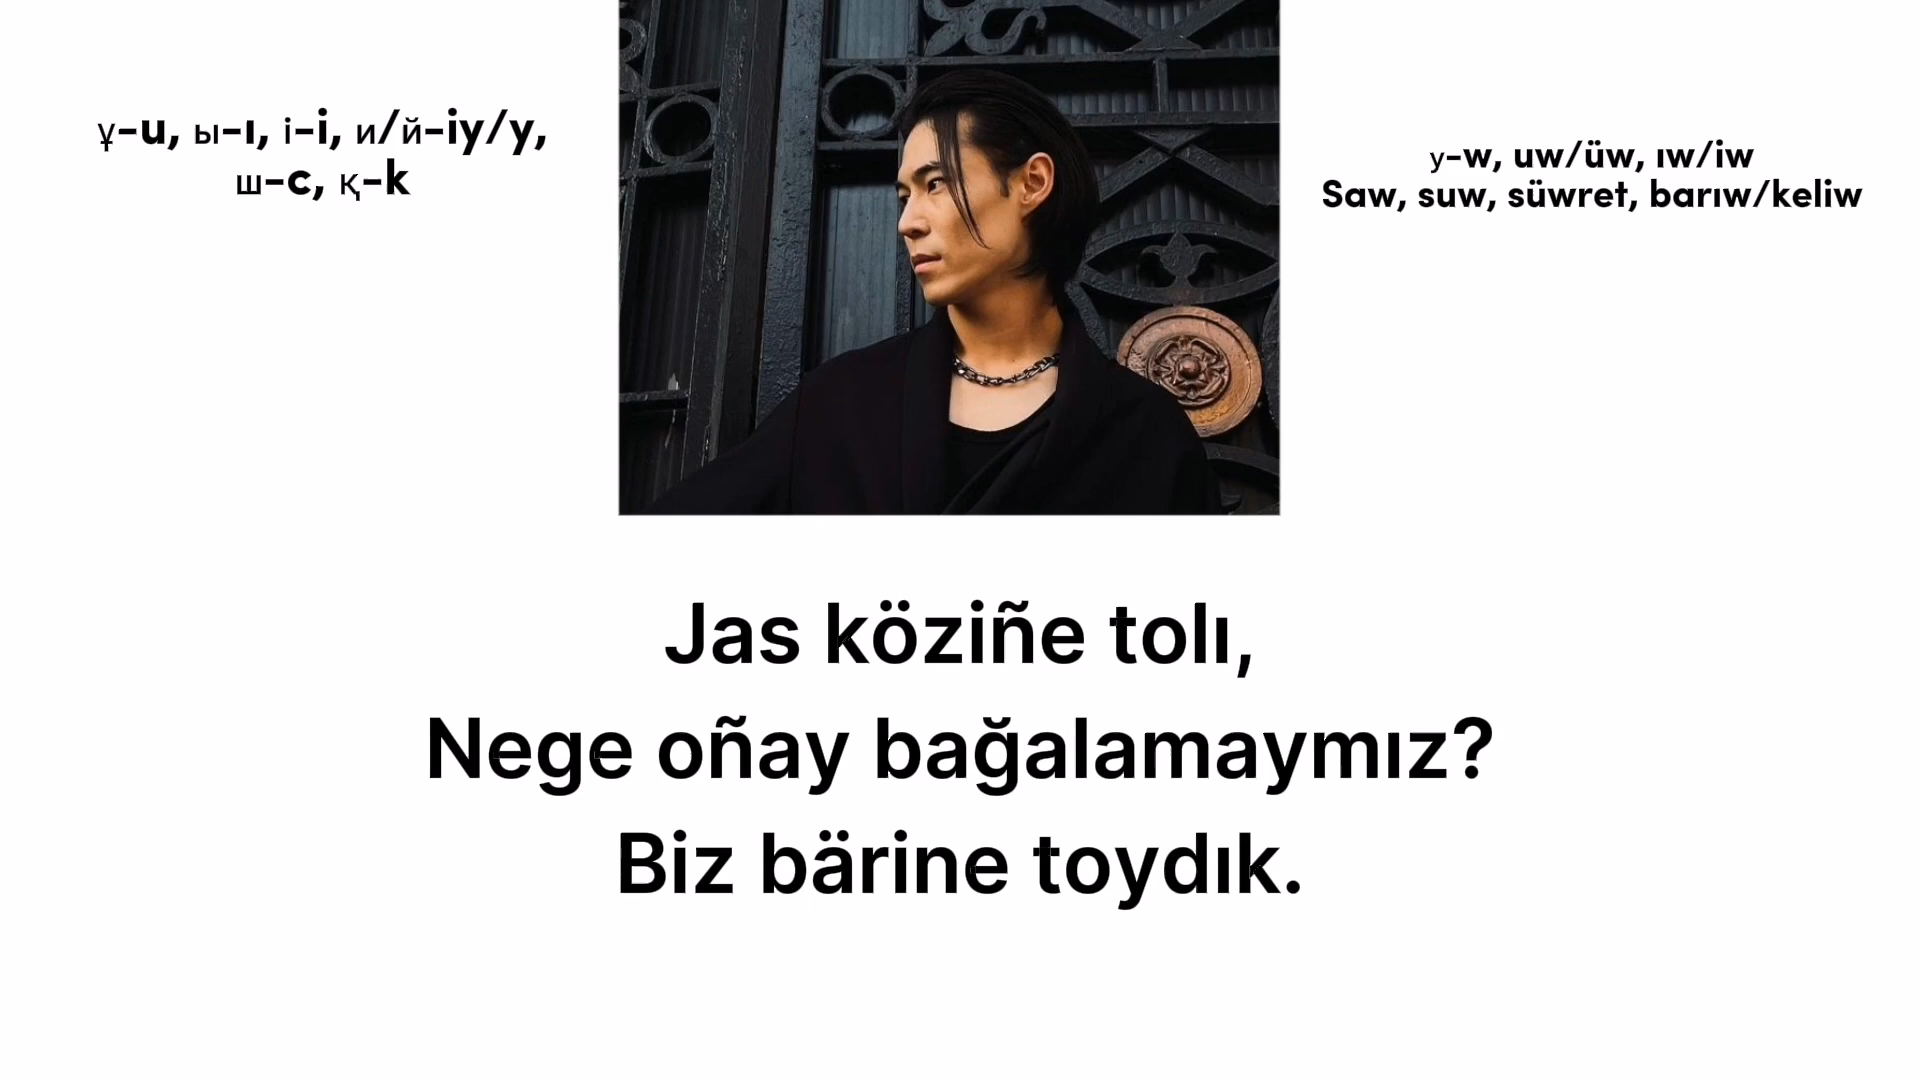 ұ-u, ы-ı, і-i, и/й-iy/y,
ш-c, қ-k
у-w, uw/üw, ıw/iw
Saw, suw, süwret, barıw/keliw
Jas köziñe tolı,
Nege oñay bağalamaymız?
Biz bärine toydık.